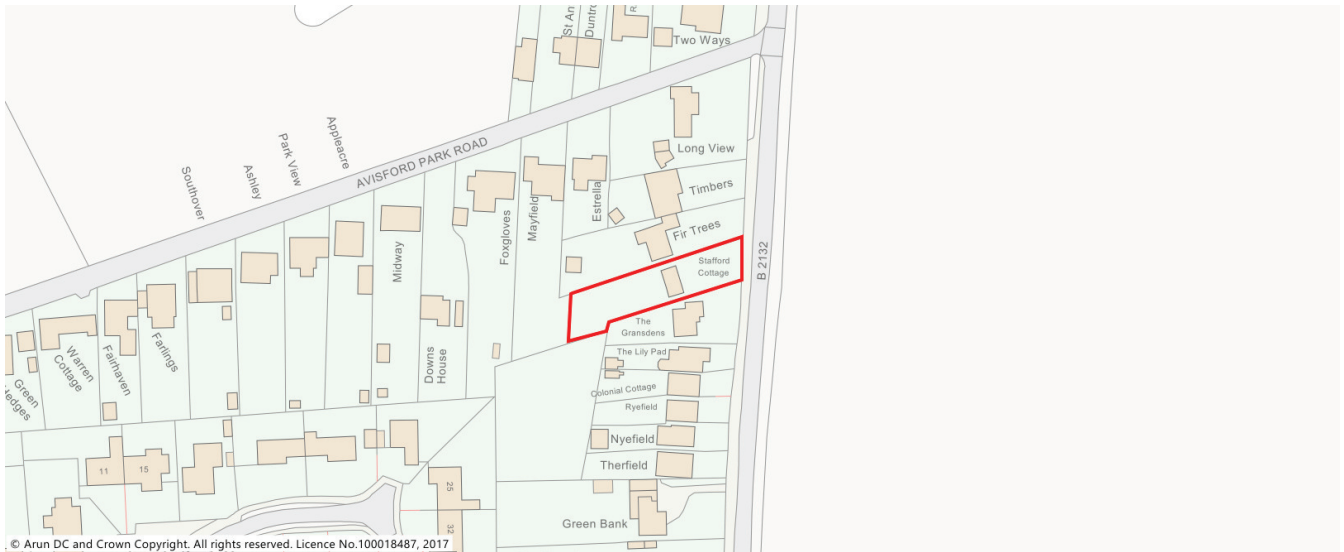 St An
Duntro
R
Two Ways
Long View
Timbers
Fir Trees
Stafford
Cottage
B 2132
AVISFORD PARK ROAD
Appleacre
Park View
Ashley
Southover
Estrella
Mayfield
Foxgloves
Midway
Downs
House
The
Gransdens
The Lily Pad
Colonial Cottage
Ryefield
Nyefield
Therfield
Green Bank
Farlings
Fairhaven
Warren
Cottage
Green
Hedges
11
15
25
32
© Arun DC and Crown Copyright. All rights reserved. Licence No.100018487, 2017